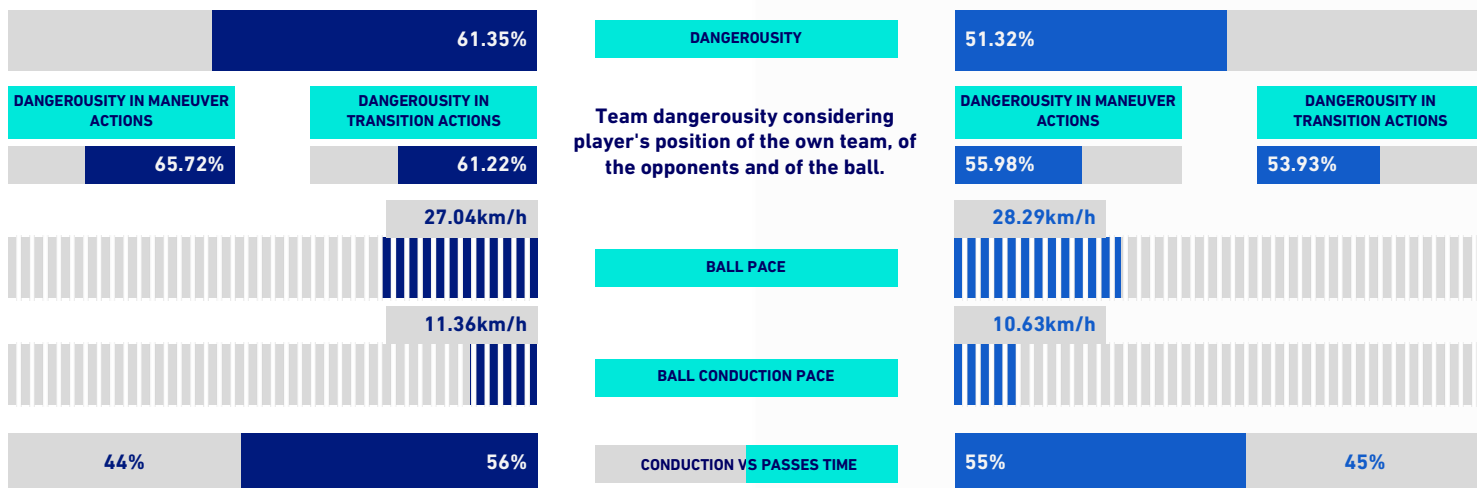 61.35%
DANGEROUSITY
51.32%
DANGEROUSITY IN MANEUVER
ACTIONS
DANGEROUSITY IN
TRANSITION ACTIONS
65.72%
61.22%
Team dangerousity considering
player's position of the own team, of
the opponents and of the ball.
DANGEROUSITY IN MANEUVER
ACTIONS
DANGEROUSITY IN
TRANSITION ACTIONS
55.98%
53.93%
27.04km/h
BALL PACE
28.29km/h
11.36km/h
BALL CONDUCTION PACE
10.63km/h
44%
56%
CONDUCTION VS PASSES TIME
55%
45%